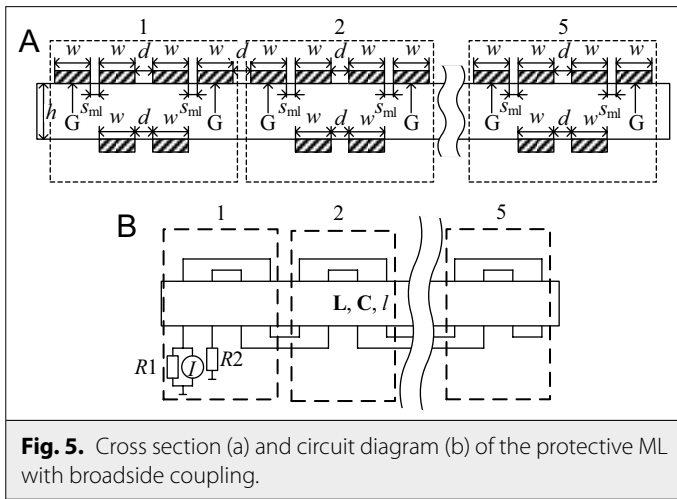 1 2 5
A
w w d w w d w w d w w w w d w w
h
s_ml s_ml s_ml s_ml s_ml s_ml
G G G G G G
w d w w d w w d w
B
1 2 5
L, C, l
R1 I R2
Fig. 5. Cross section (a) and circuit diagram (b) of the protective ML
with broadside coupling.